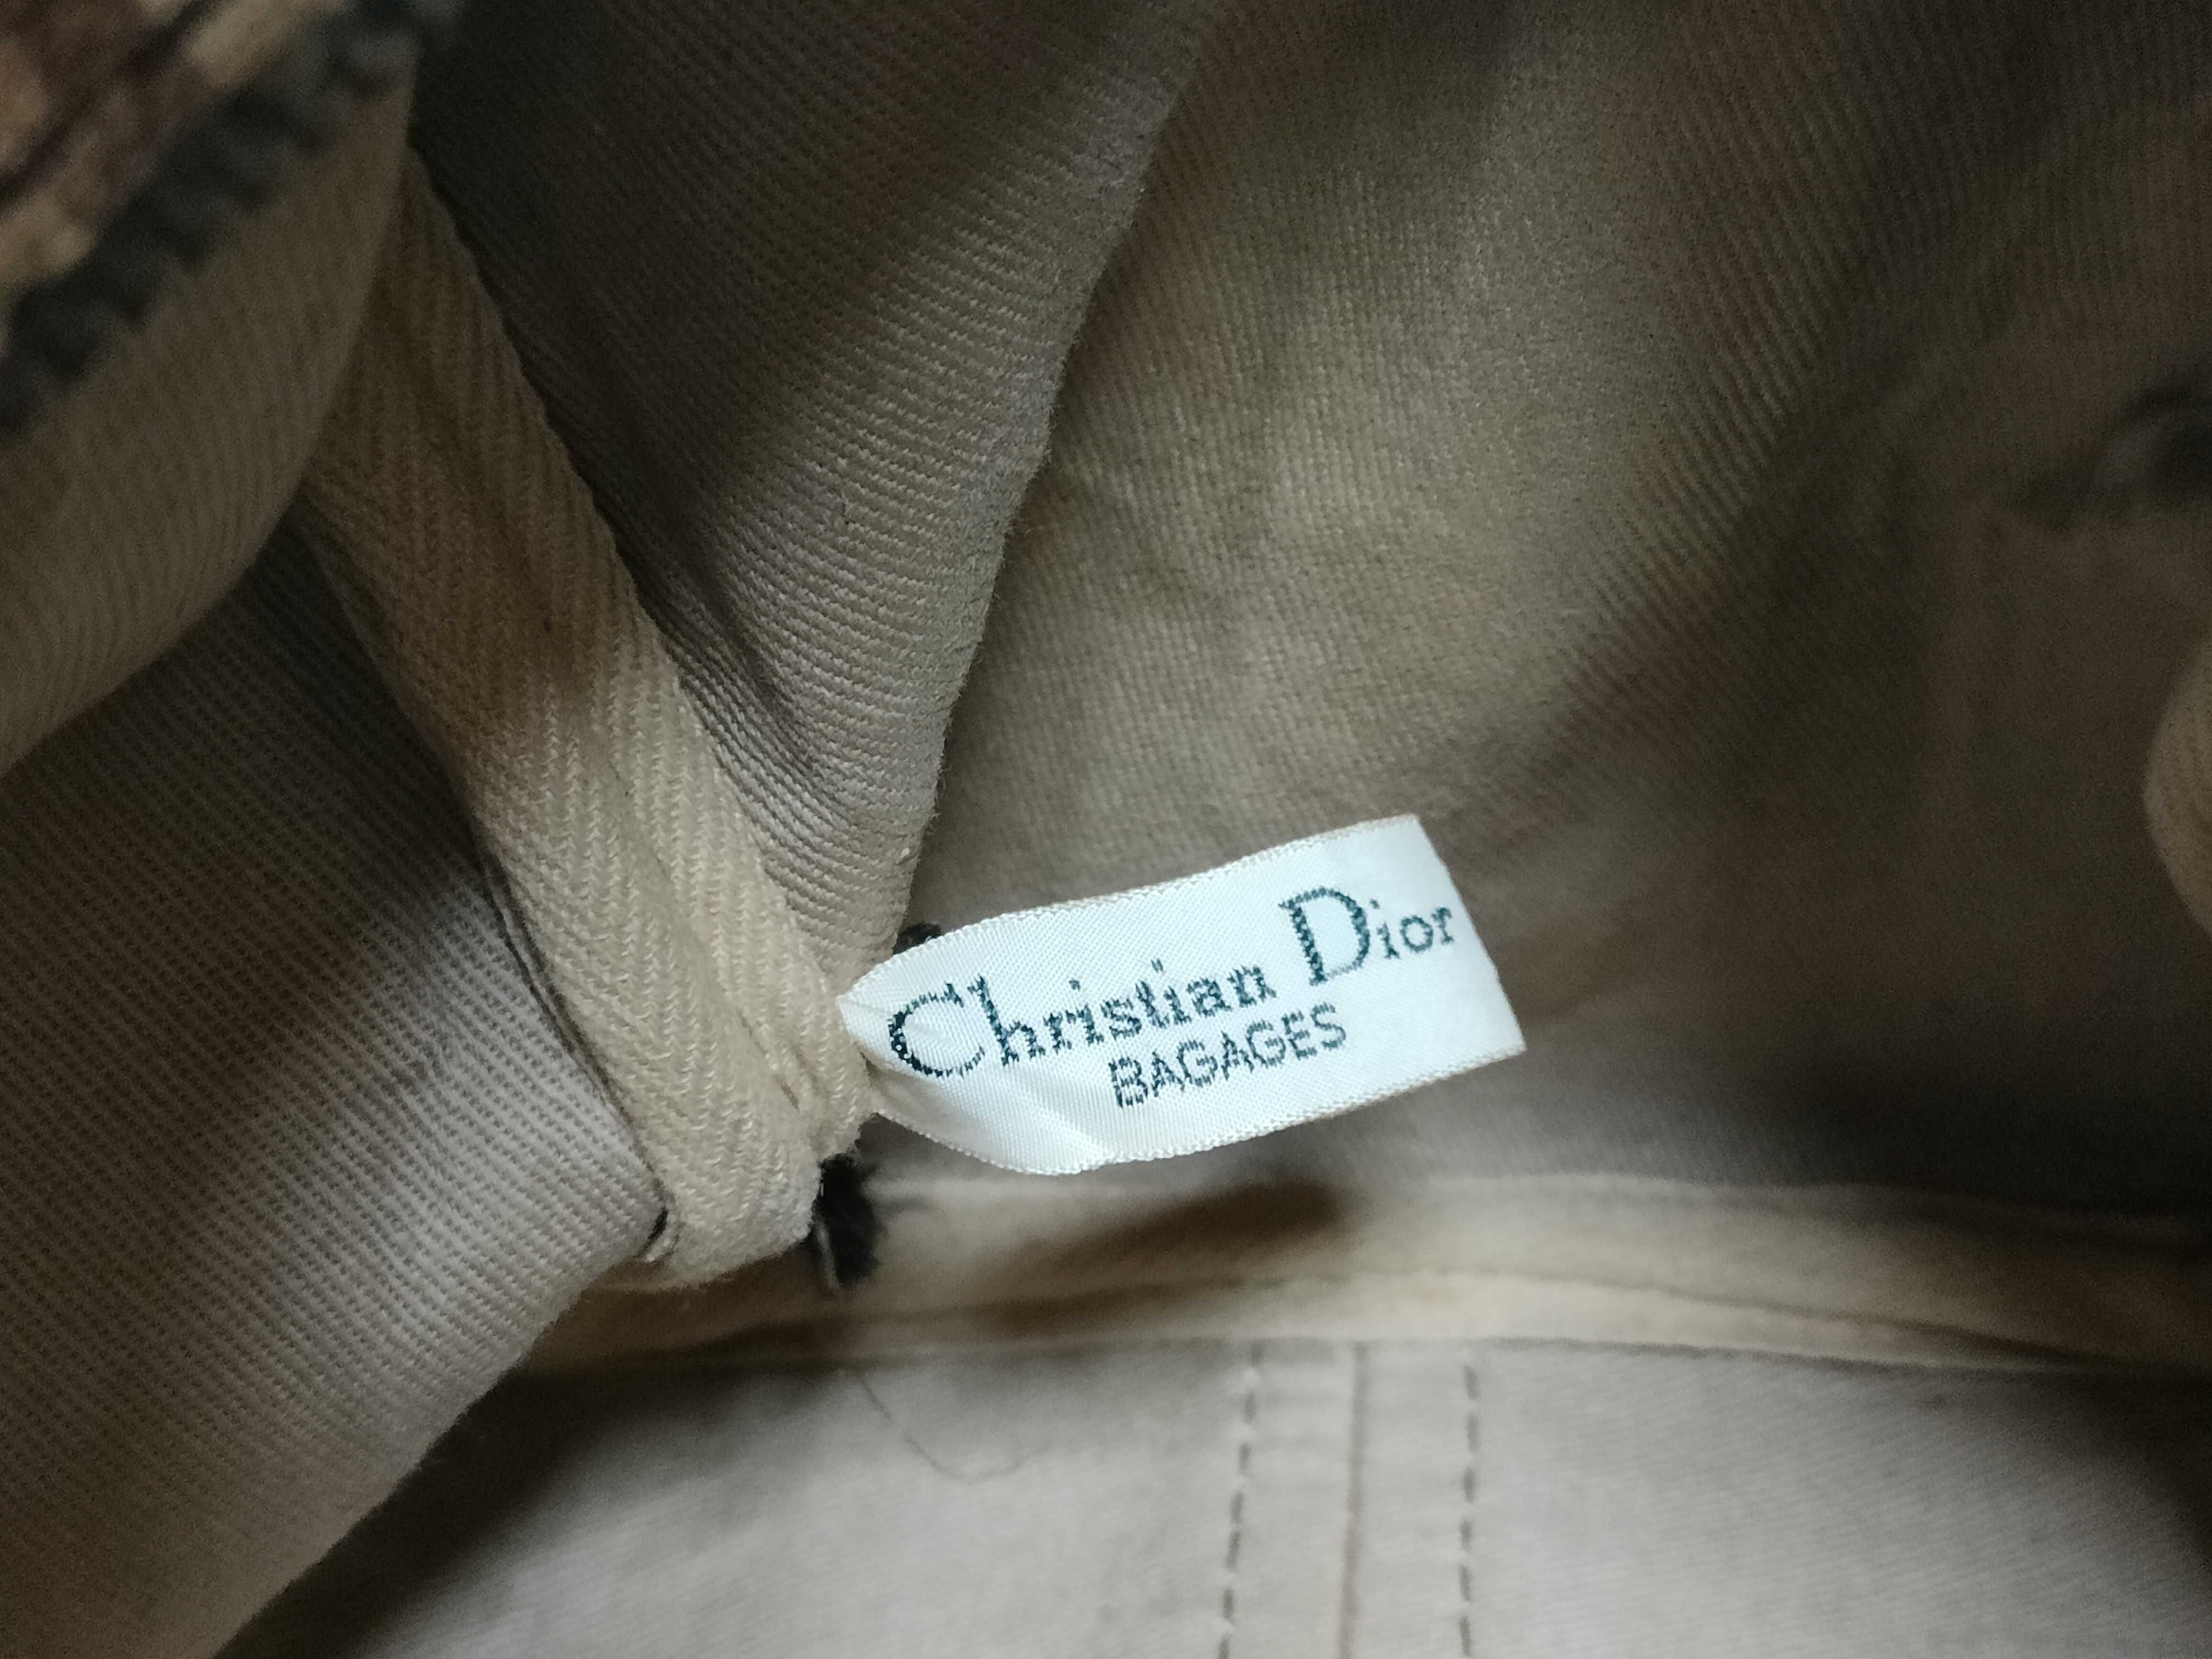 Christian Dior
BAGAGES